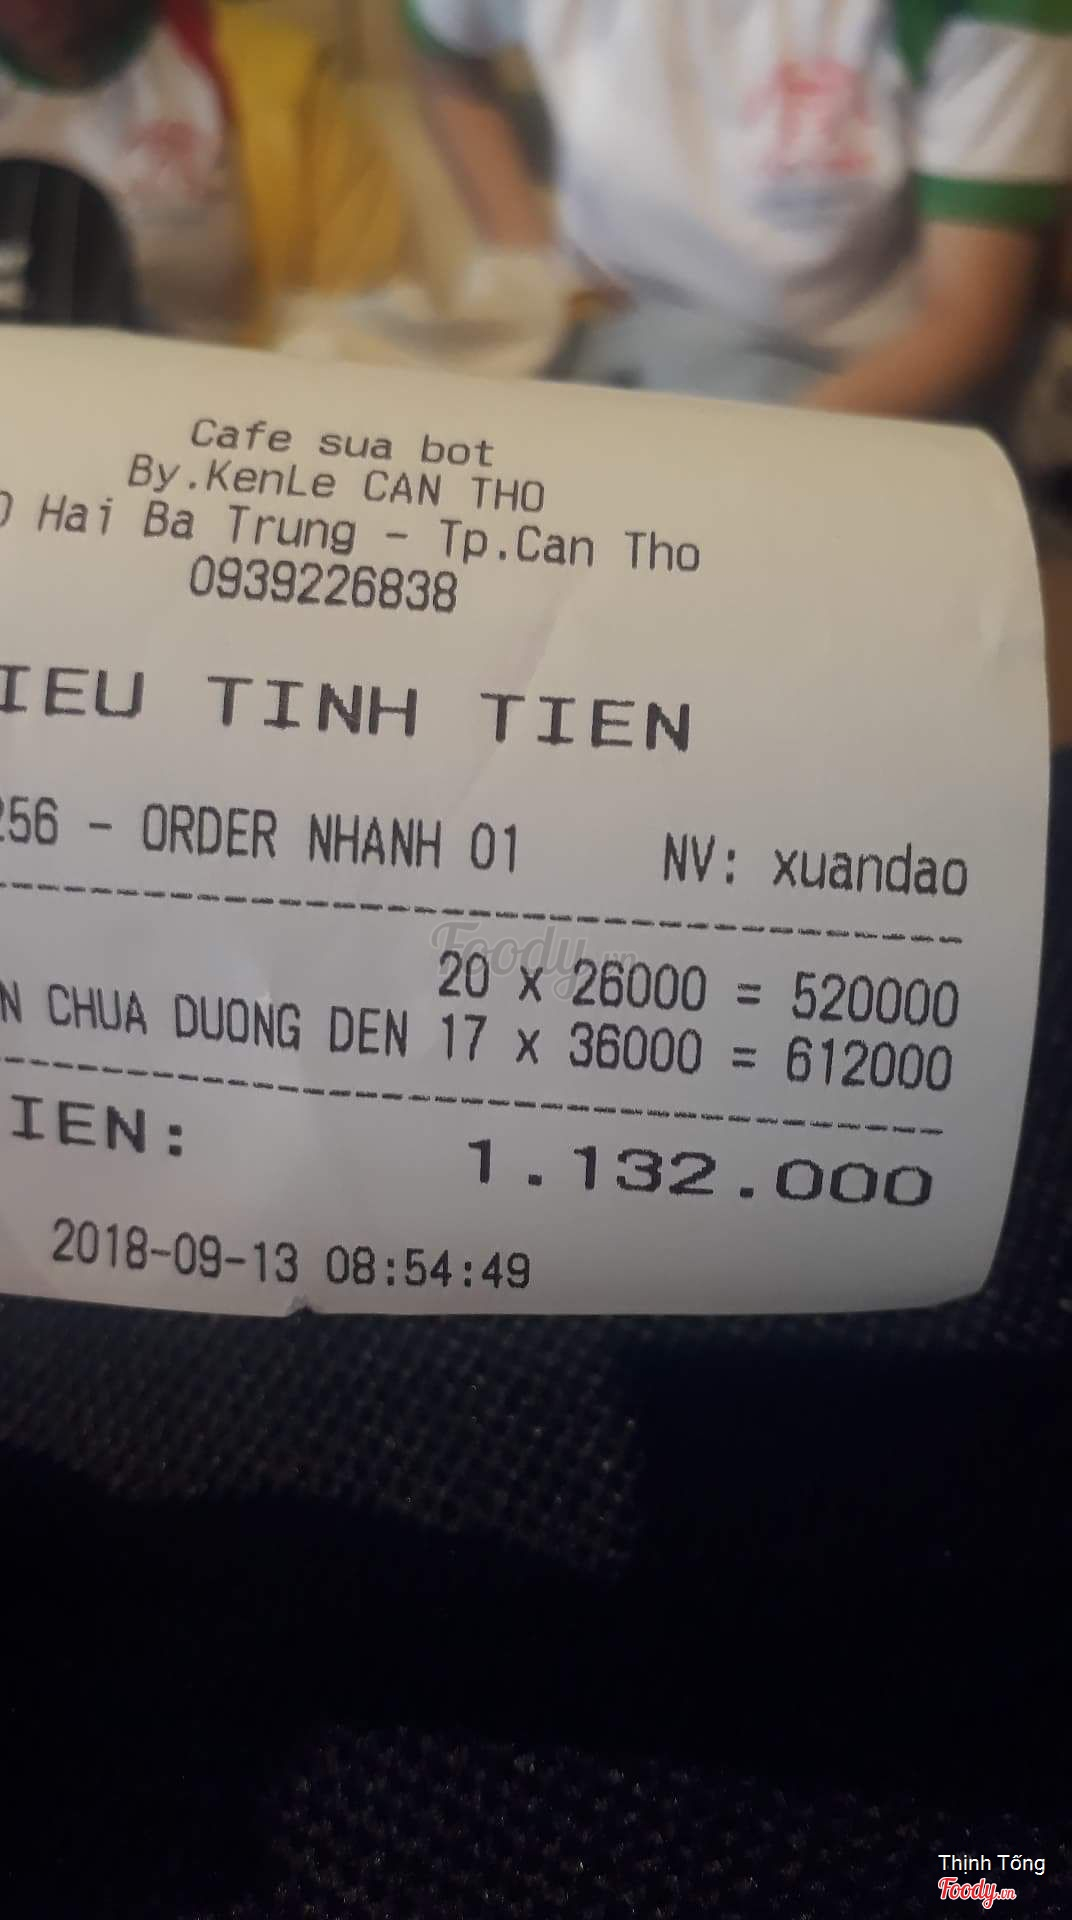 Cafe sua bot
By.KenLe CAN THO
Hai Ba Trung - Tp.Can Tho
0939226838
IEU TINH TIEN
256 - ORDER NHANH 01 NV: xuandao
20 x 26000 = 520000
N CHUA DUONG DEN 17 x 36000 = 612000
IEN: 1.132.000
2018-09-13 08:54:49
Foody.vn
Thịnh Tống
Foody.vn